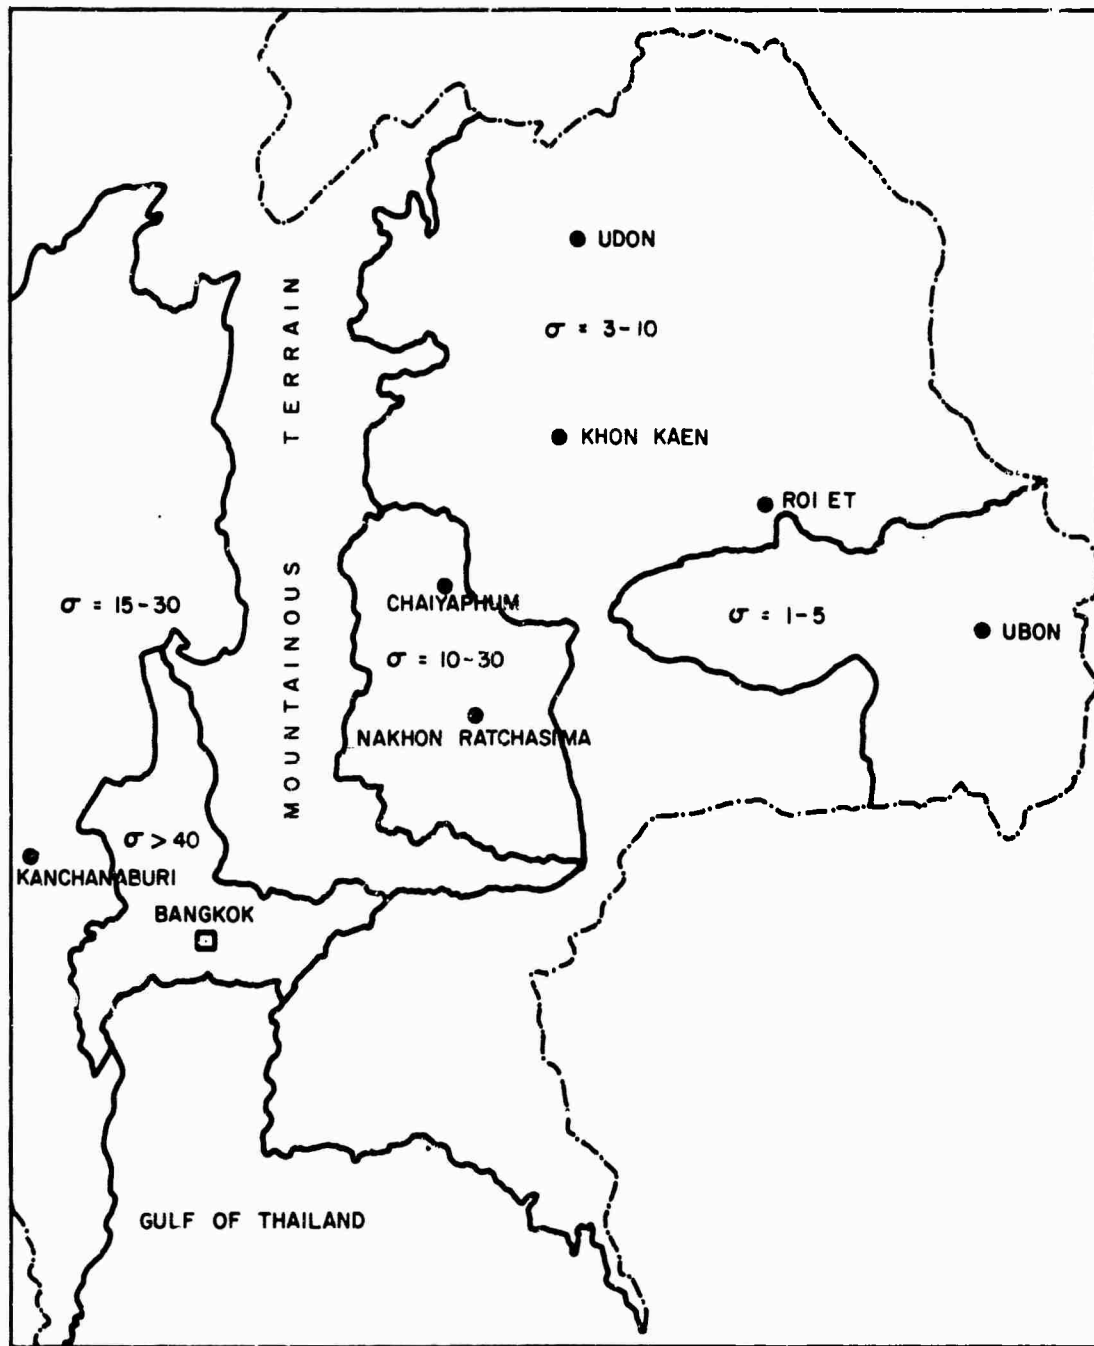 UDON
σ = 3-10
KHON KAEN
ROI ET
MOUNTAINOUS TERRAIN
CHAIYAPHUM
σ = 15-30
σ = 1-5
UBON
σ = 10-30
NAKHON RATCHASIMA
σ > 40
KANCHANABURI
BANGKOK
GULF OF THAILAND